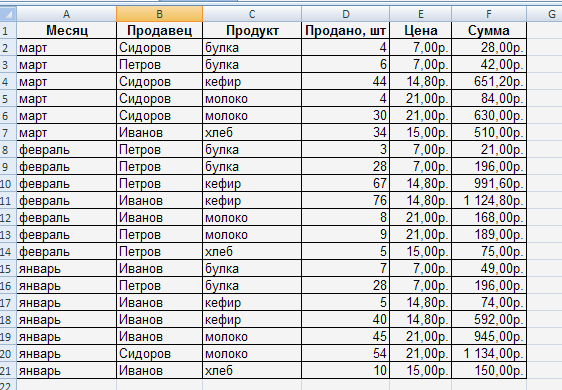 A B C D E F G
1 Месяц Продавец Продукт Продано, шт Цена Сумма
2 март Сидоров булка 4 7,00р. 28,00р.
3 март Петров булка 6 7,00р. 42,00р.
4 март Сидоров кефир 44 14,80р. 651,20р.
5 март Сидоров молоко 4 21,00р. 84,00р.
6 март Сидоров молоко 30 21,00р. 630,00р.
7 март Иванов хлеб 34 15,00р. 510,00р.
8 февраль Петров булка 3 7,00р. 21,00р.
9 февраль Петров булка 28 7,00р. 196,00р.
10 февраль Петров кефир 67 14,80р. 991,60р.
11 февраль Иванов кефир 76 14,80р. 1 124,80р.
12 февраль Иванов молоко 8 21,00р. 168,00р.
13 февраль Петров молоко 9 21,00р. 189,00р.
14 февраль Петров хлеб 5 15,00р. 75,00р.
15 январь Иванов булка 7 7,00р. 49,00р.
16 январь Петров булка 28 7,00р. 196,00р.
17 январь Иванов кефир 5 14,80р. 74,00р.
18 январь Иванов кефир 40 14,80р. 592,00р.
19 январь Иванов молоко 45 21,00р. 945,00р.
20 январь Сидоров молоко 54 21,00р. 1 134,00р.
21 январь Иванов хлеб 10 15,00р. 150,00р.
22